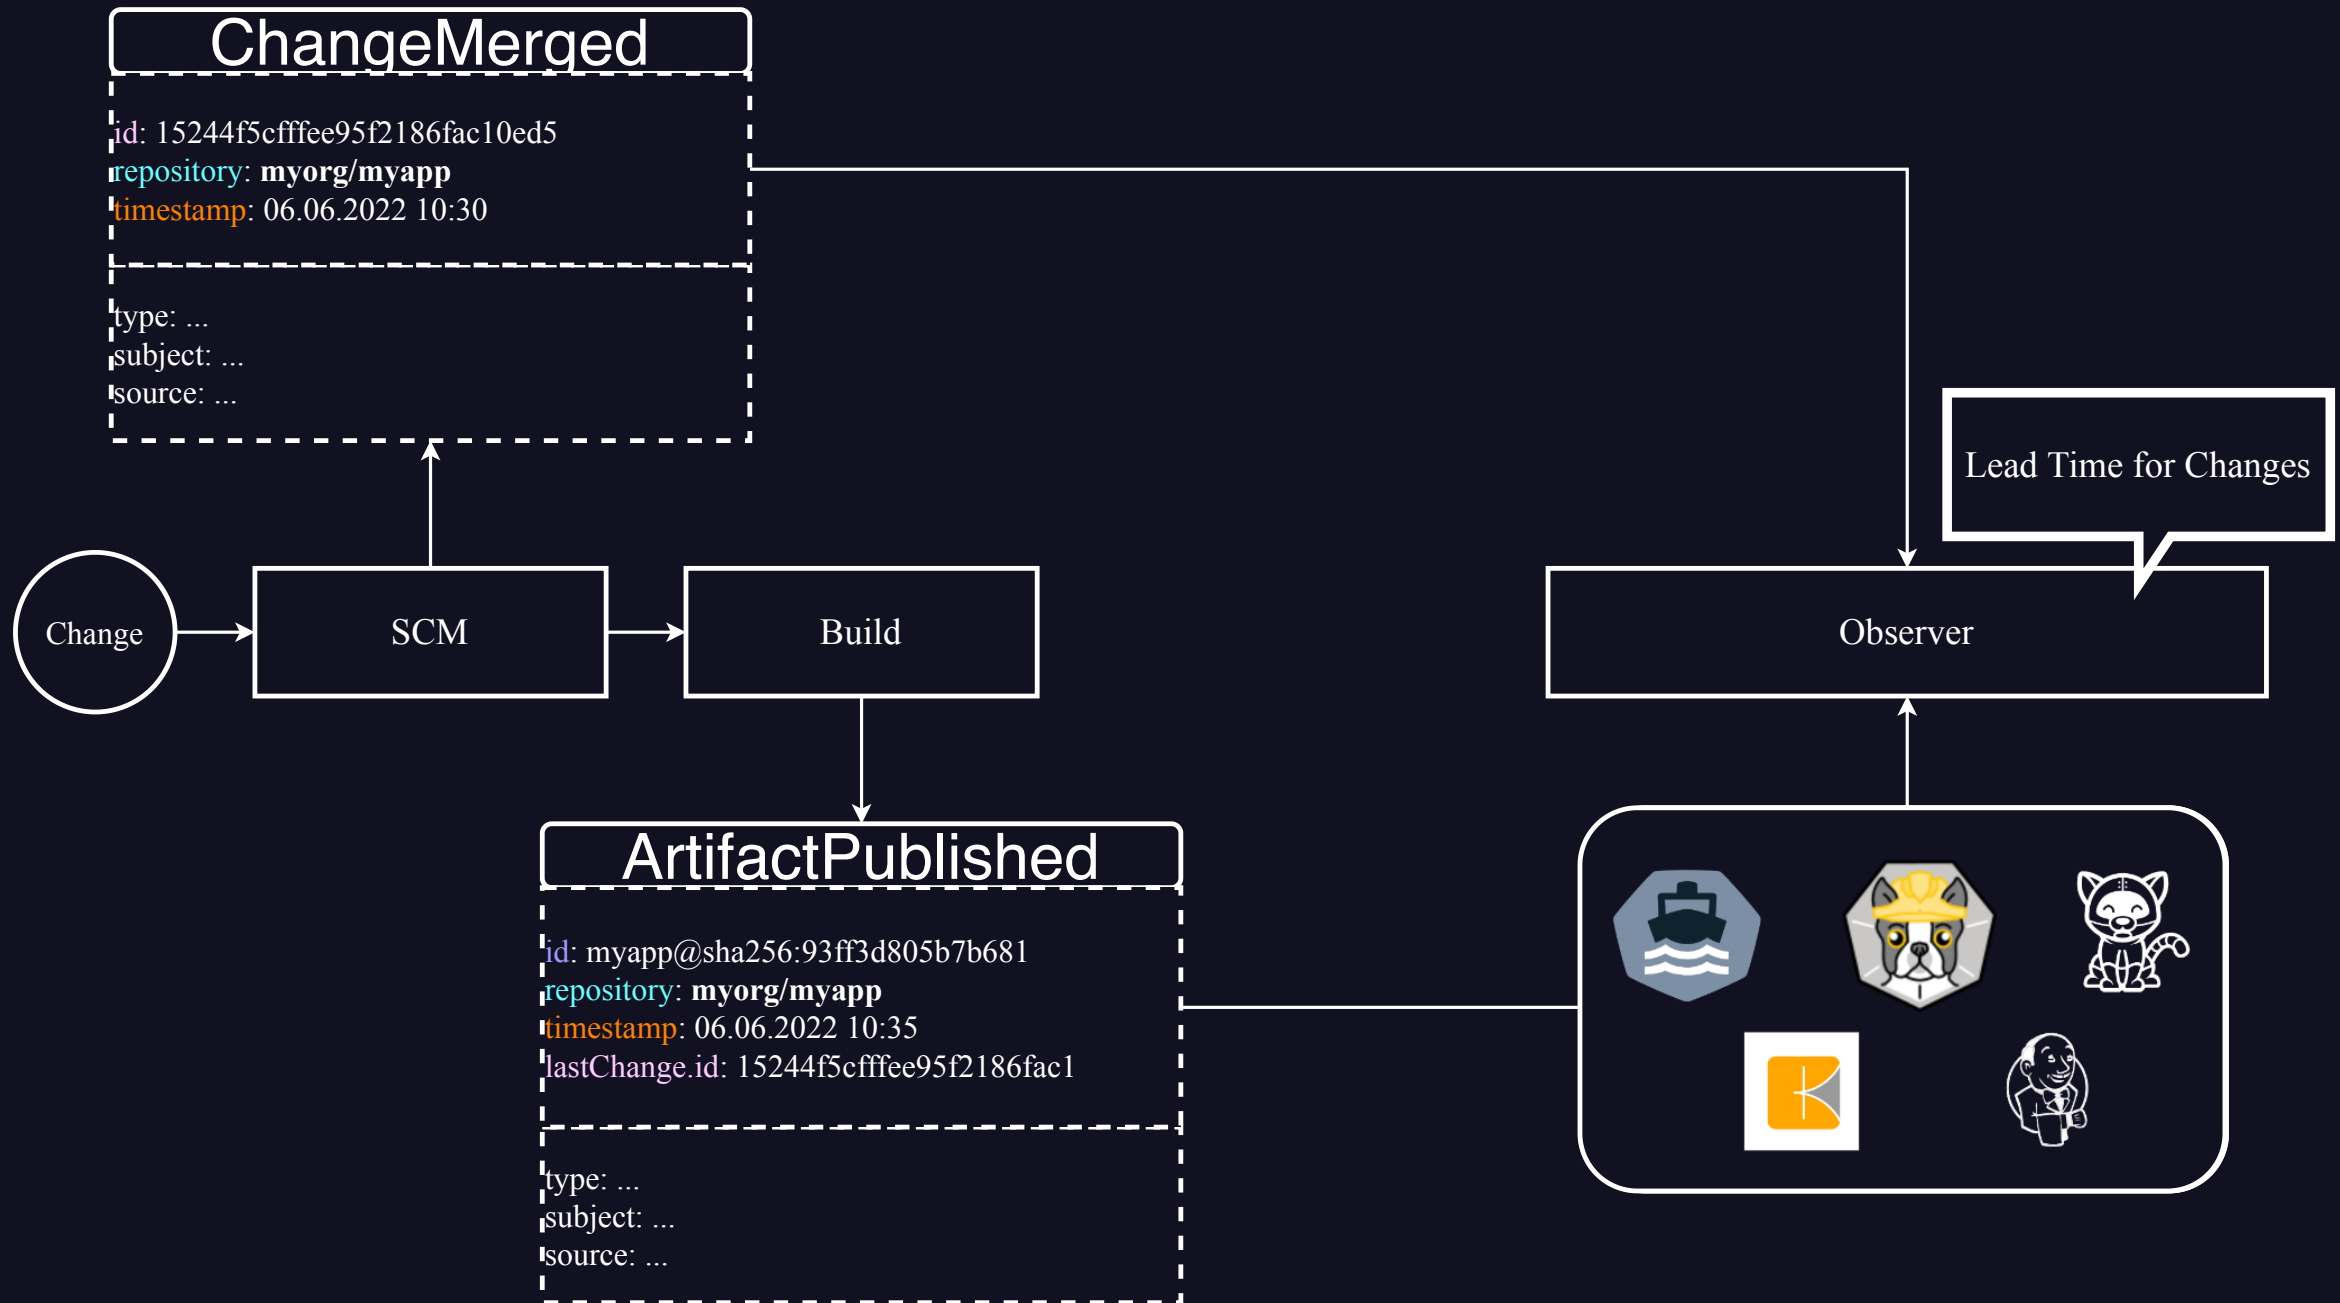 ChangeMerged
id: 15244f5cfffee95f2186fac10ed5
repository: myorg/myapp
timestamp: 06.06.2022 10:30
type: ...
subject: ...
source: ...
Lead Time for Changes
Change
SCM
Build
Observer
ArtifactPublished
id: myapp@sha256:93ff3d805b7b681
repository: myorg/myapp
timestamp: 06.06.2022 10:35
lastChange.id: 15244f5cfffee95f2186fac1
type: ...
subject: ...
source: ...